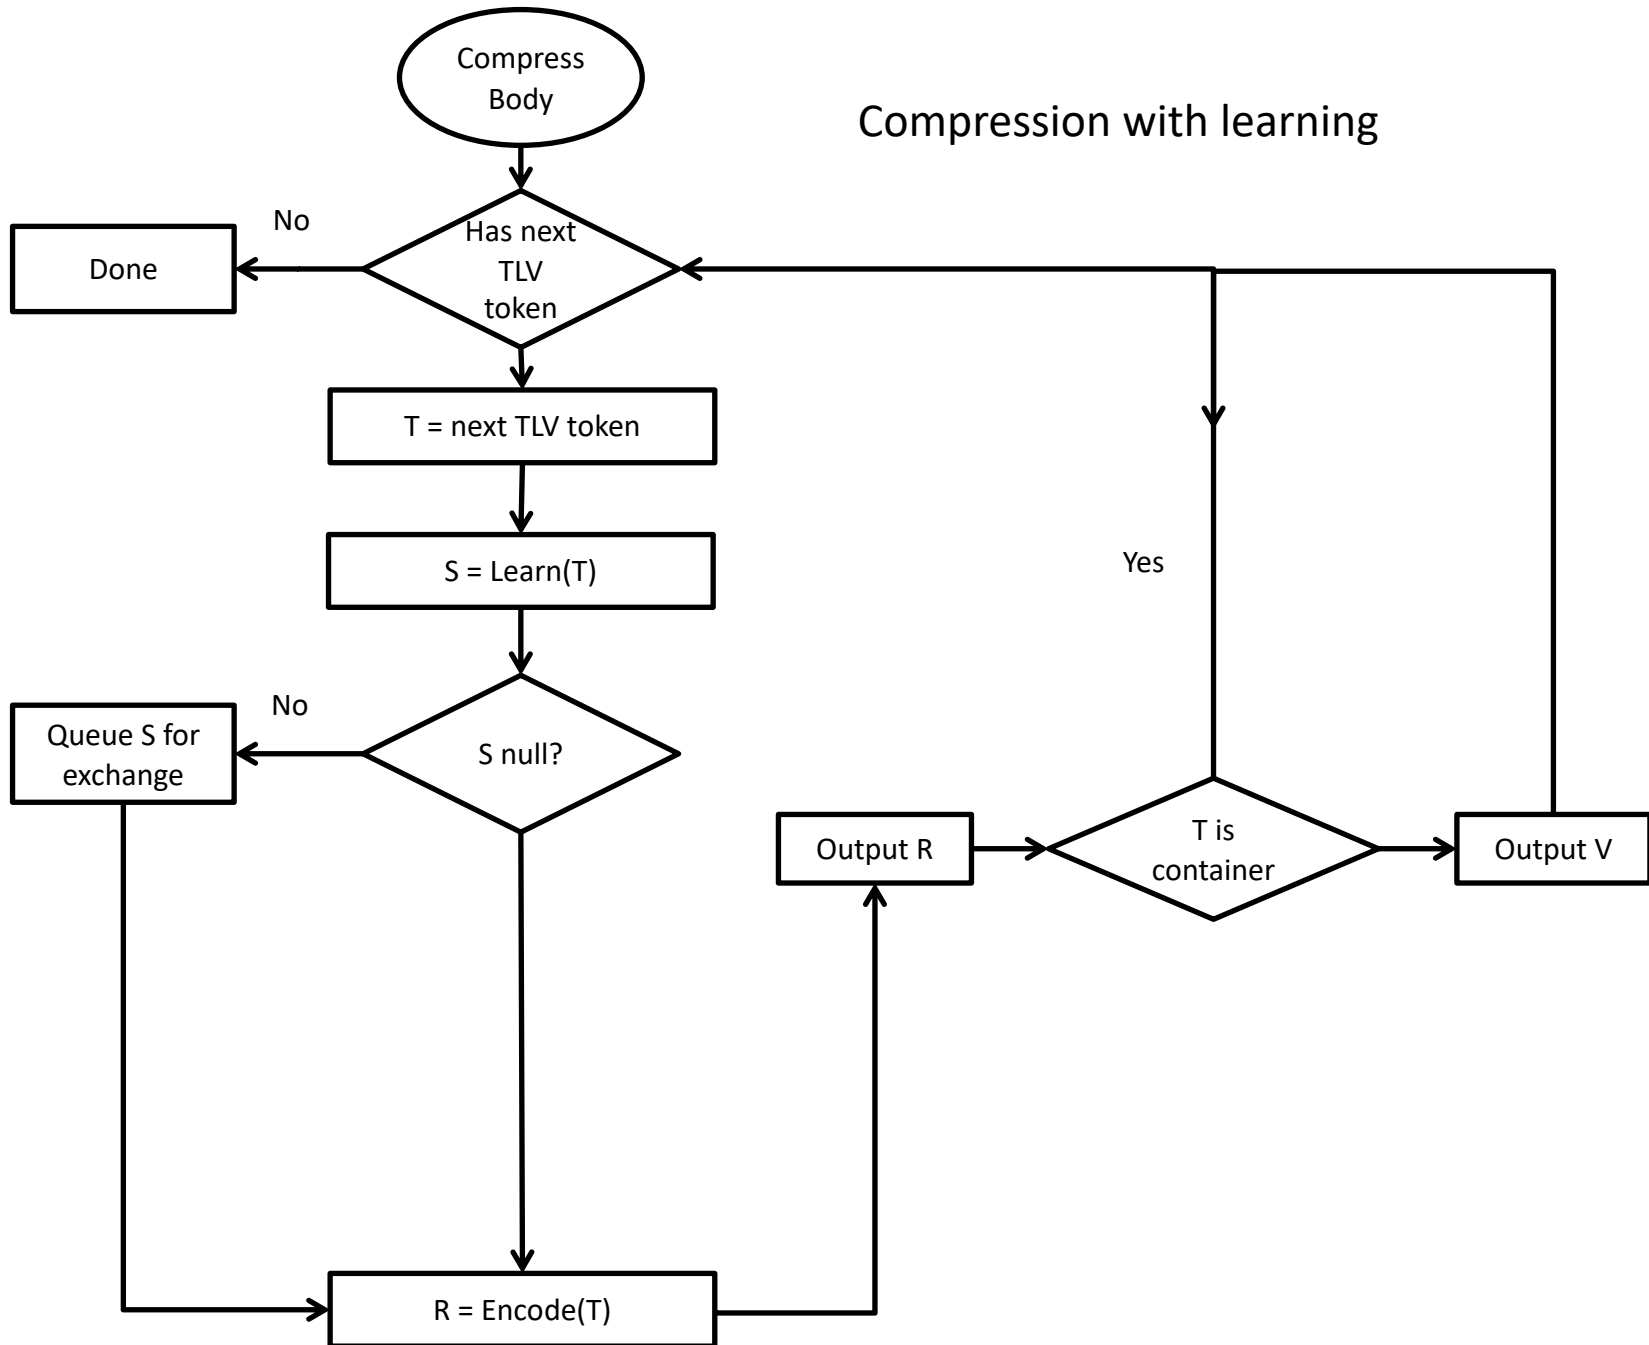 Compress
Body
Compression with learning
No
Has next
TLV
token
Done
T = next TLV token
S = Learn(T)
Yes
No
Queue S for
exchange
S null?
Output R
T is
container
Output V
R = Encode(T)